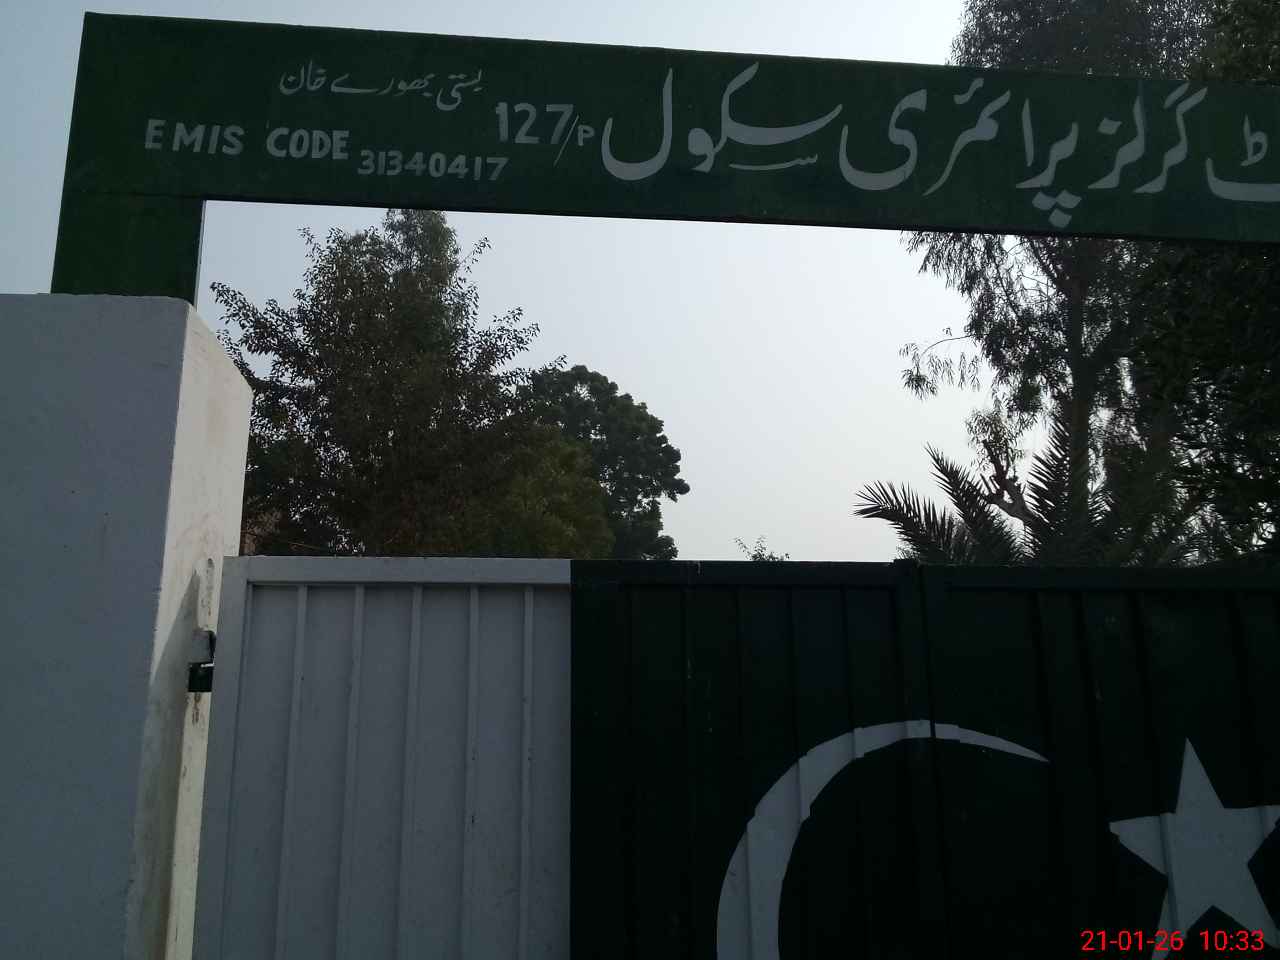 گرلز پرائمری سکول 127/P
بستی بھورے خان
EMIS CODE 31340417
21-01-26 10:33